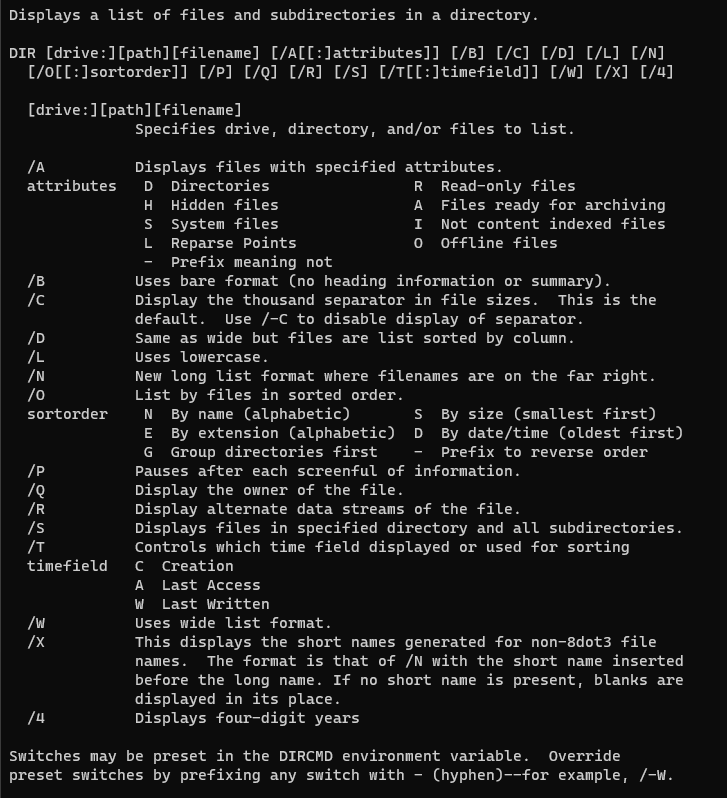 Displays a list of files and subdirectories in a directory.

DIR [drive:][path][filename] [/A[[:]attributes]] [/B] [/C] [/D] [/L] [/N]
  [/O[[:]sortorder]] [/P] [/Q] [/R] [/S] [/T[[:]timefield]] [/W] [/X] [/4]

  [drive:][path][filename]
              Specifies drive, directory, and/or files to list.

  /A          Displays files with specified attributes.
  attributes   D  Directories                R  Read-only files
               H  Hidden files               A  Files ready for archiving
               S  System files               I  Not content indexed files
               L  Reparse Points             O  Offline files
               -  Prefix meaning not
  /B          Uses bare format (no heading information or summary).
  /C          Display the thousand separator in file sizes.  This is the
              default.  Use /-C to disable display of separator.
  /D          Same as wide but files are list sorted by column.
  /L          Uses lowercase.
  /N          New long list format where filenames are on the far right.
  /O          List by files in sorted order.
  sortorder    N  By name (alphabetic)       S  By size (smallest first)
               E  By extension (alphabetic)  D  By date/time (oldest first)
               G  Group directories first    -  Prefix to reverse order
  /P          Pauses after each screenful of information.
  /Q          Display the owner of the file.
  /R          Display alternate data streams of the file.
  /S          Displays files in specified directory and all subdirectories.
  /T          Controls which time field displayed or used for sorting
  timefield   C  Creation
              A  Last Access
              W  Last Written
  /W          Uses wide list format.
  /X          This displays the short names generated for non-8dot3 file
              names.  The format is that of /N with the short name inserted
              before the long name. If no short name is present, blanks are
              displayed in its place.
  /4          Displays four-digit years

Switches may be preset in the DIRCMD environment variable.  Override
preset switches by prefixing any switch with - (hyphen)--for example, /-W.